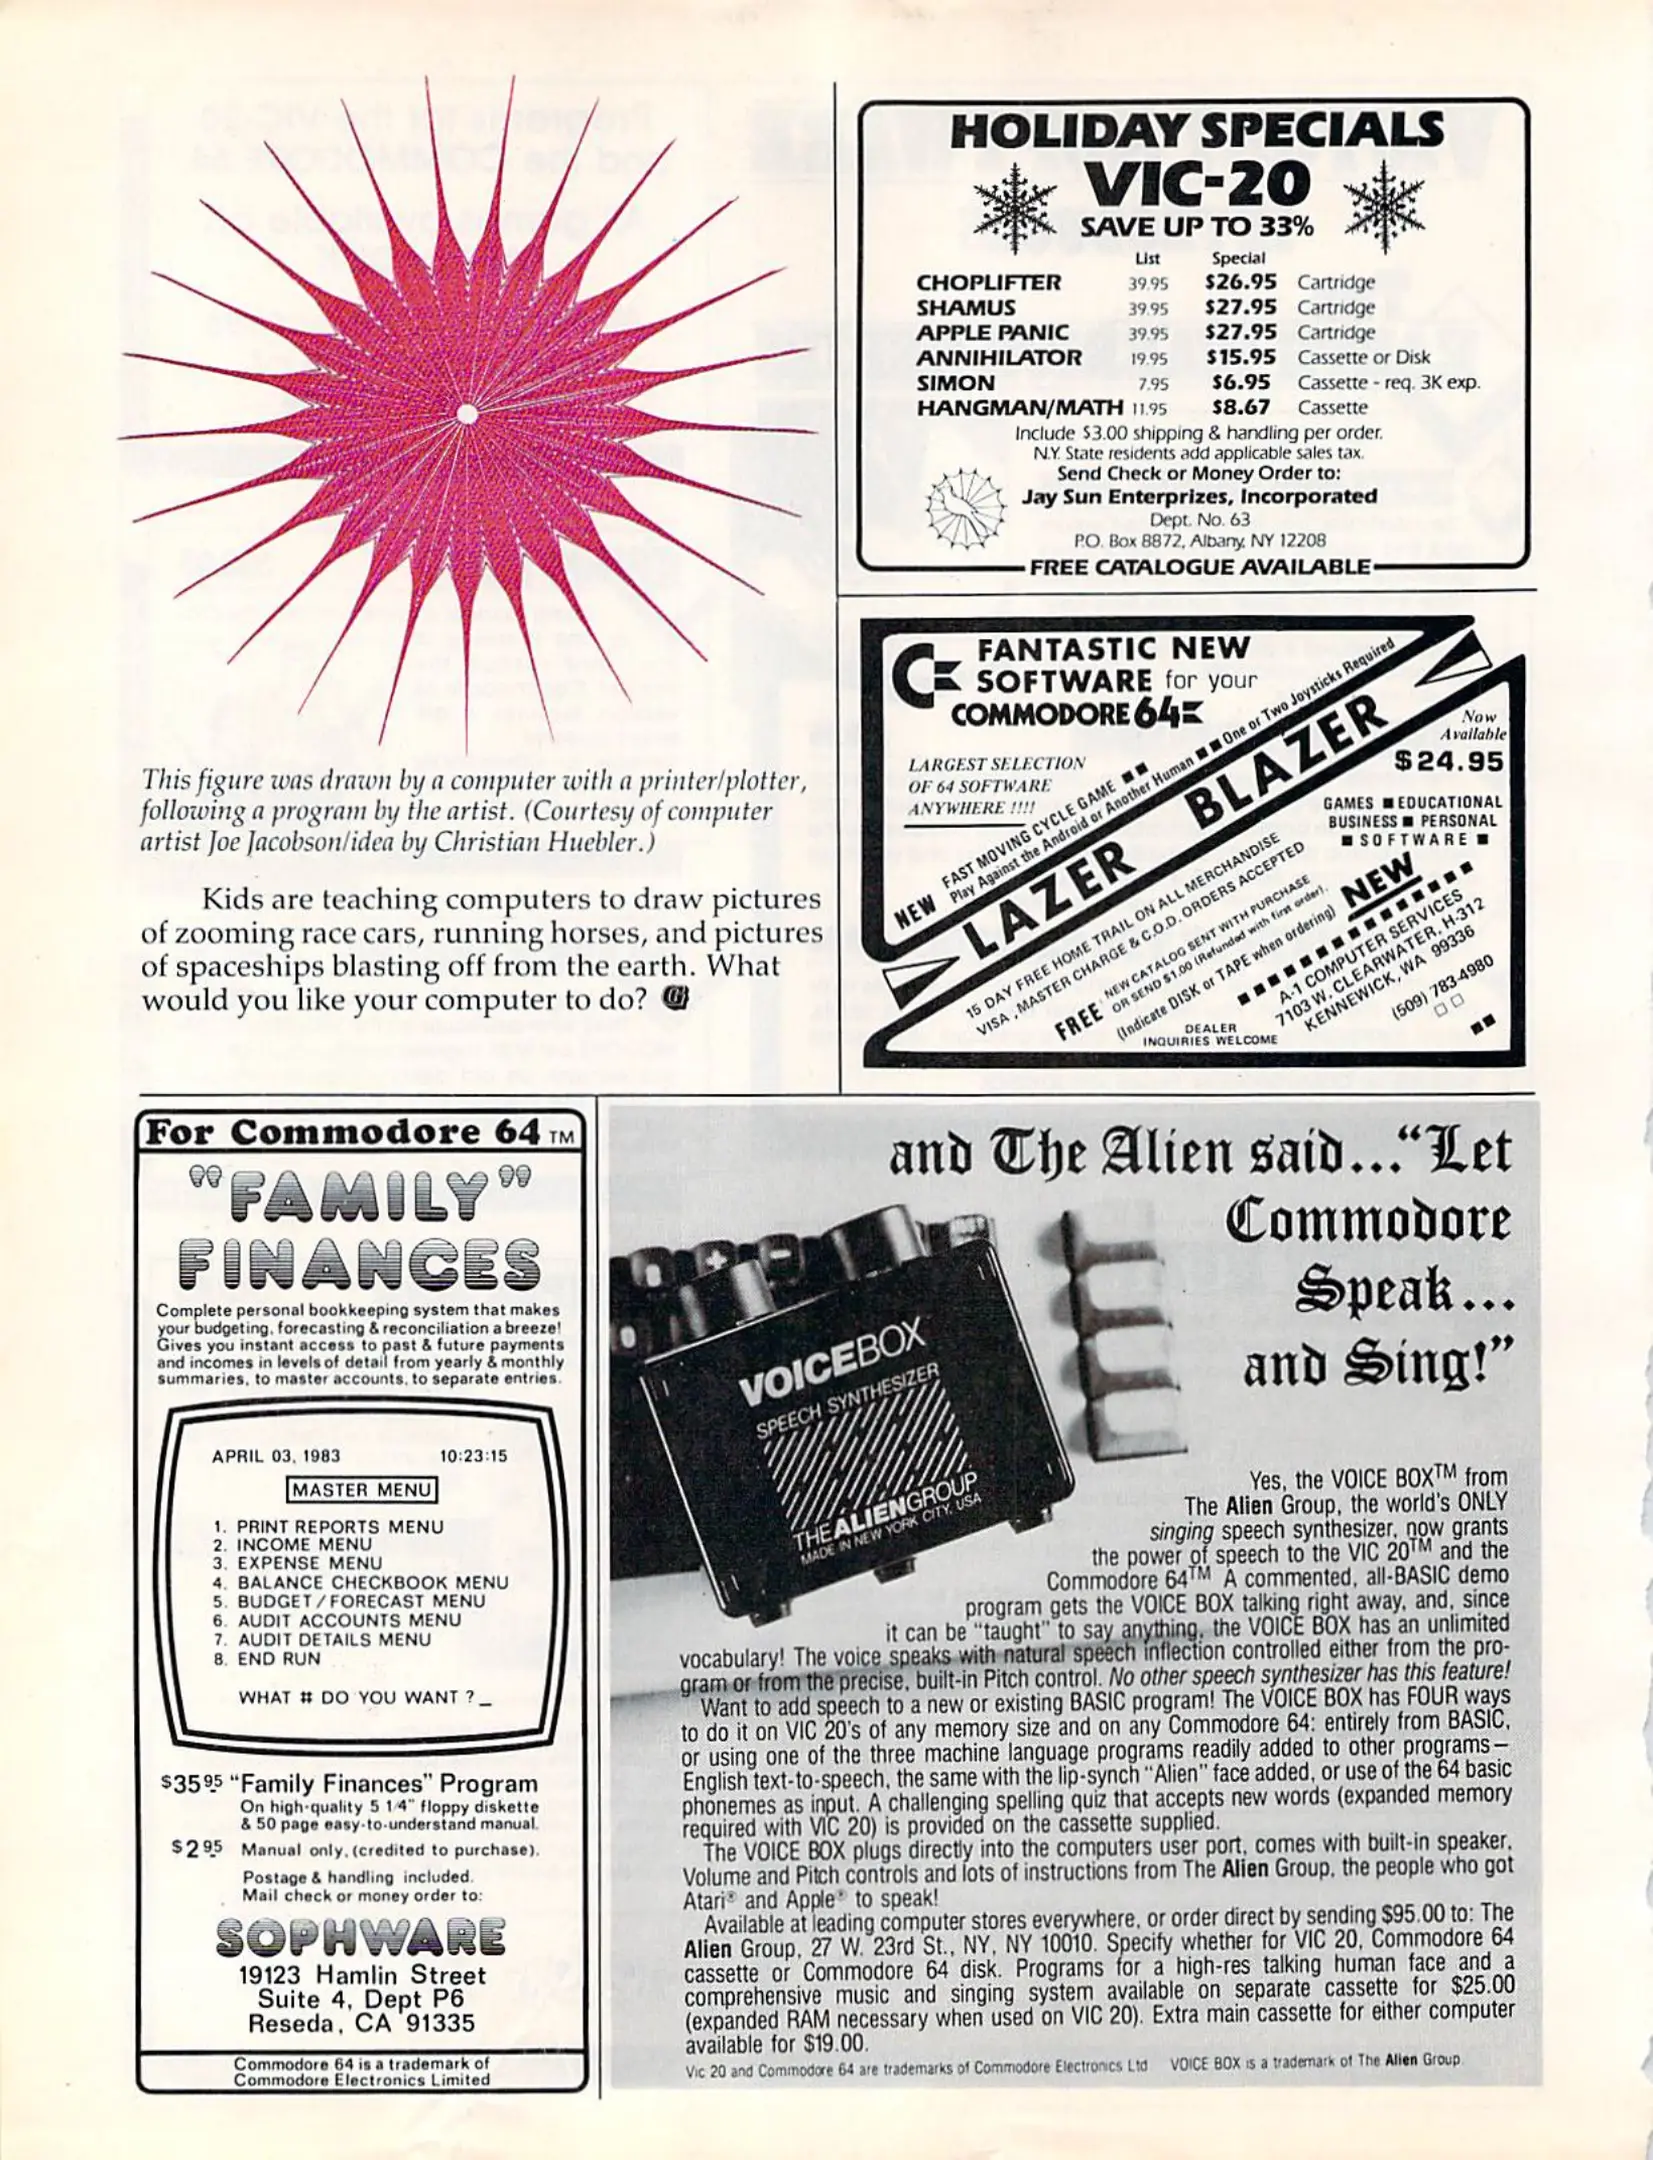 This figure was drawn by a computer with a printer/plotter,
following a program by the artist. (Courtesy of computer
artist Joe Jacobson/idea by Christian Huebler.)
Kids are teaching computers to draw pictures
of zooming race cars, running horses, and pictures
of spaceships blasting off from the earth. What
would you like your computer to do? G
HOLIDAY SPECIALS
VIC-20
SAVE UP TO 33%
List Special
CHOPLIFTER 39.95 $26.95 Cartridge
SHAMUS 39.95 $27.95 Cartridge
APPLE PANIC 39.95 $27.95 Cartridge
ANNIHILATOR 19.95 $15.95 Cassette or Disk
SIMON 7.95 $6.95 Cassette - req. 3K exp.
HANGMAN/MATH 11.95 $8.67 Cassette
Include $3.00 shipping & handling per order.
N.Y. State residents add applicable sales tax.
Send Check or Money Order to:
Jay Sun Enterprizes, Incorporated
Dept. No. 63
P.O. Box 8872, Albany, NY 12208
FREE CATALOGUE AVAILABLE
FANTASTIC NEW
SOFTWARE for your
COMMODORE 64
LARGEST SELECTION
OF 64 SOFTWARE
ANYWHERE !!!!
NEW FAST MOVING CYCLE GAME ■ ■
Play Against the Android or Another Human ■ ■ One or Two Joysticks Required
LAZER BLAZER
Now
Available
$24.95
GAMES ■ EDUCATIONAL
BUSINESS ■ PERSONAL
■ SOFTWARE ■
15 DAY FREE HOME TRAIL ON ALL MERCHANDISE
VISA , MASTER CHARGE & C.O.D. ORDERS ACCEPTED
FREE NEW CATALOG SENT WITH PURCHASE
OR SEND $1.00 (Refunded with first order).
(Indicate DISK or TAPE when ordering) NEW
A-1 COMPUTER SERVICES
7103 W. CLEARWATER, H-312
KENNEWICK, WA 99336
(509) 783-4980
DEALER
INQUIRIES WELCOME
For Commodore 64 TM
"FAMILY"
FINANCES
Complete personal bookkeeping system that makes
your budgeting, forecasting & reconciliation a breeze!
Gives you instant access to past & future payments
and incomes in levels of detail from yearly & monthly
summaries, to master accounts, to separate entries.
APRIL 03, 1983 10:23:15
MASTER MENU
1. PRINT REPORTS MENU
2. INCOME MENU
3. EXPENSE MENU
4. BALANCE CHECKBOOK MENU
5. BUDGET / FORECAST MENU
6. AUDIT ACCOUNTS MENU
7. AUDIT DETAILS MENU
8. END RUN
WHAT # DO YOU WANT ? _
$35.95 "Family Finances" Program
On high-quality 5 1/4" floppy diskette
& 50 page easy-to-understand manual.
$2.95 Manual only, (credited to purchase).
Postage & handling included.
Mail check or money order to:
SOPHWARE
19123 Hamlin Street
Suite 4, Dept P6
Reseda, CA 91335
Commodore 64 is a trademark of
Commodore Electronics Limited
and The Alien said..."Let
Commodore
Speak...
and Sing!"
VOICEBOX
SPEECH SYNTHESIZER
THE ALIENGROUP
MADE IN NEW YORK CITY, USA
Yes, the VOICE BOX™ from
The Alien Group, the world's ONLY
singing speech synthesizer, now grants
the power of speech to the VIC 20™ and the
Commodore 64™ A commented, all-BASIC demo
program gets the VOICE BOX talking right away, and, since
it can be "taught" to say anything, the VOICE BOX has an unlimited
vocabulary! The voice speaks with natural speech inflection controlled either from the pro-
gram or from the precise, built-in Pitch control. No other speech synthesizer has this feature!
Want to add speech to a new or existing BASIC program! The VOICE BOX has FOUR ways
to do it on VIC 20's of any memory size and on any Commodore 64: entirely from BASIC,
or using one of the three machine language programs readily added to other programs—
English text-to-speech, the same with the lip-synch "Alien" face added, or use of the 64 basic
phonemes as input. A challenging spelling quiz that accepts new words (expanded memory
required with VIC 20) is provided on the cassette supplied.
The VOICE BOX plugs directly into the computers user port, comes with built-in speaker,
Volume and Pitch controls and lots of instructions from The Alien Group, the people who got
Atari® and Apple® to speak!
Available at leading computer stores everywhere, or order direct by sending $95.00 to: The
Alien Group, 27 W. 23rd St., NY, NY 10010. Specify whether for VIC 20, Commodore 64
cassette or Commodore 64 disk. Programs for a high-res talking human face and a
comprehensive music and singing system available on separate cassette for $25.00
(expanded RAM necessary when used on VIC 20). Extra main cassette for either computer
available for $19.00.
Vic 20 and Commodore 64 are trademarks of Commodore Electronics Ltd VOICE BOX is a trademark of The Alien Group